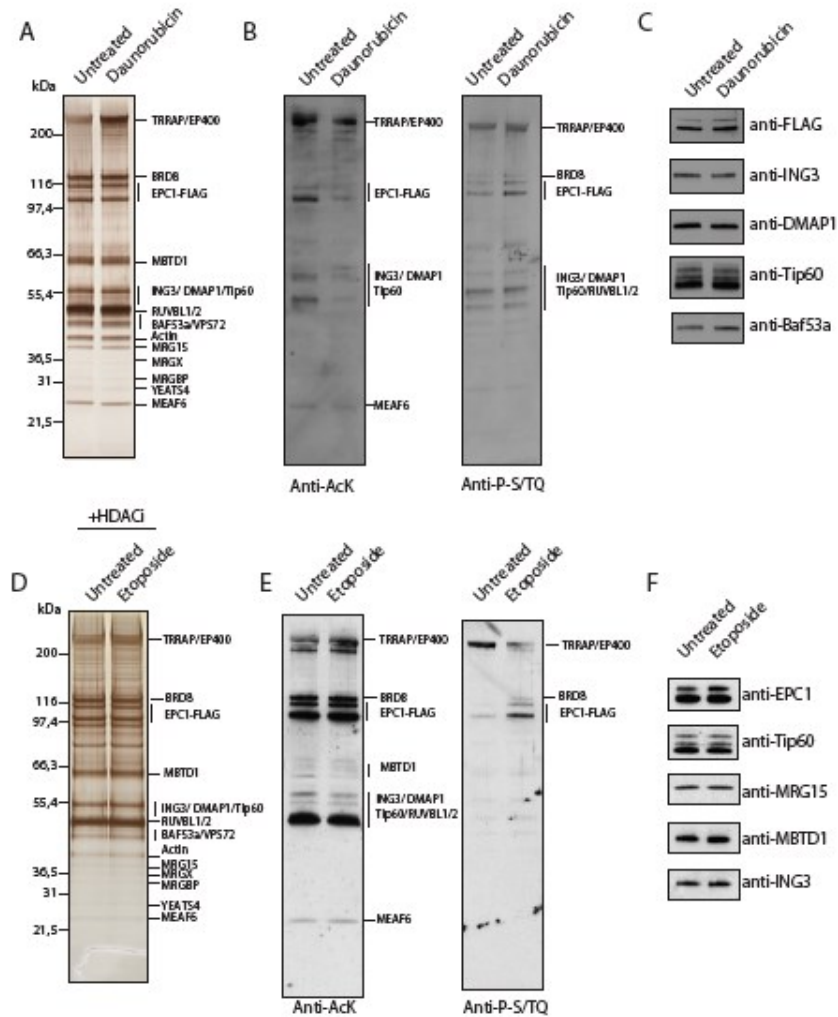 A
Untreated
Daunorubicin
kDa
200
116
97,4
66,3
55,4
36,5
31
21,5
TRRAP/EP400
BRD8
EPC1-FLAG
MBTD1
ING3/ DMAP1/Tip60
RUVBL1/2
BAF53a/VPS72
Actin
MRG15
MRGX
MRGBP
YEATS4
MEAF6
B
Untreated
Daunorubicin
TRRAP/EP400
EPC1-FLAG
ING3/ DMAP1
Tip60
MEAF6
Anti-AcK
Untreated
Daunorubicin
TRRAP/EP400
BRD8
EPC1-FLAG
ING3/ DMAP1
Tip60/RUVBL1/2
Anti-P-S/TQ
C
Untreated
Daunorubicin
anti-FLAG
anti-ING3
anti-DMAP1
anti-Tip60
anti-Baf53a
+HDACi
D
Untreated
Etoposide
kDa
200
116
97,4
66,3
55,4
36,5
31
21,5
TRRAP/EP400
BRD8
EPC1-FLAG
MBTD1
ING3/ DMAP1/Tip60
RUVBL1/2
BAF53a/VPS72
Actin
MRG15
MRGX
MRGBP
YEATS4
MEAF6
E
Untreated
Etoposide
TRRAP/EP400
BRD8
EPC1-FLAG
MBTD1
ING3/ DMAP1
Tip60/RUVBL1/2
MEAF6
Anti-AcK
Untreated
Etoposide
TRRAP/EP400
BRD8
EPC1-FLAG
Anti-P-S/TQ
F
Untreated
Etoposide
anti-EPC1
anti-Tip60
anti-MRG15
anti-MBTD1
anti-ING3